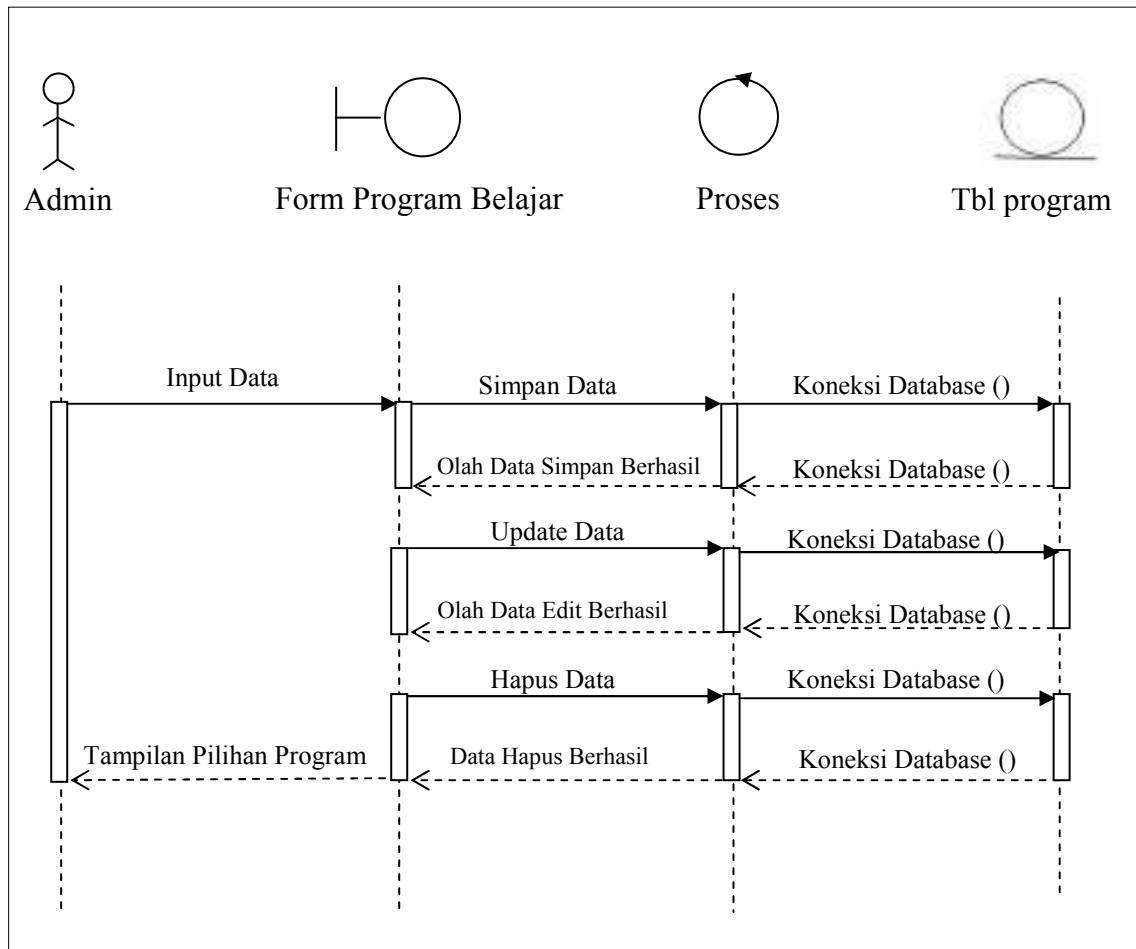 Admin
Form Program Belajar
Proses
Tbl program
Input Data
Simpan Data
Koneksi Database ()
Olah Data Simpan Berhasil
Koneksi Database ()
Update Data
Koneksi Database ()
Olah Data Edit Berhasil
Koneksi Database ()
Hapus Data
Koneksi Database ()
Tampilan Pilihan Program
Data Hapus Berhasil
Koneksi Database ()